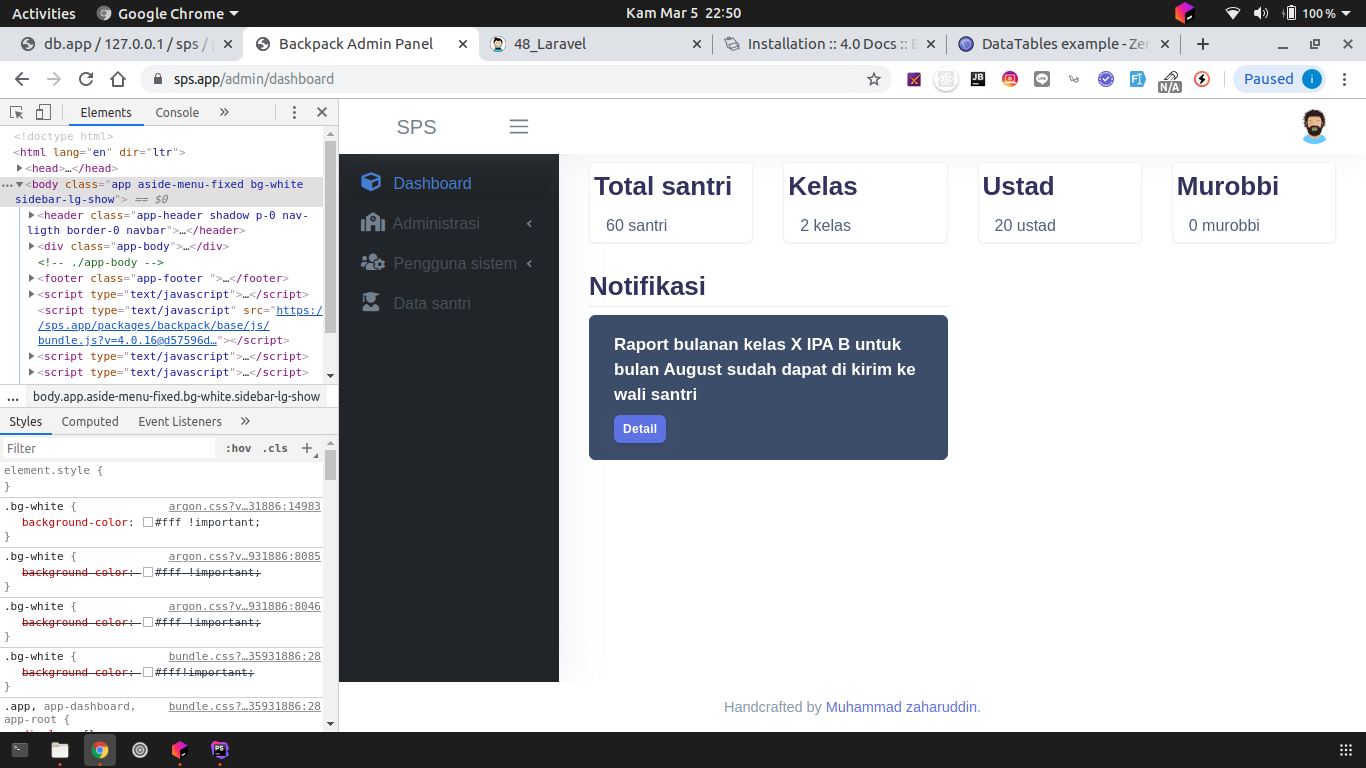 Activities Google Chrome Kam Mar 5 22:50 100 %
db.app / 127.0.0.1 / sps / Backpack Admin Panel 48_Laravel Installation :: 4.0 Docs :: DataTables example - Zer
sps.app/admin/dashboard N/A Paused
Elements Console
<!doctype html>
<html lang="en" dir="ltr">
<head>…</head>
<body class="app aside-menu-fixed bg-white
sidebar-lg-show"> == $0
<header class="app-header shadow p-0 nav-
ligth border-0 navbar">…</header>
<div class="app-body">…</div>
<!-- ./app-body -->
<footer class="app-footer ">…</footer>
<script type="text/javascript">…</script>
<script type="text/javascript" src="https:/
/sps.app/packages/backpack/base/js/
bundle.js?v=4.0.16@d57596d…"></script>
<script type="text/javascript">…</script>
<script type="text/javascript">…</script>
... body.app.aside-menu-fixed.bg-white.sidebar-lg-show
Styles Computed Event Listeners
Filter :hov .cls
element.style {
}
.bg-white { argon.css?v…31886:14983
background-color: #fff !important;
}
.bg-white { argon.css?v…931886:8085
background-color: #fff !important;
}
.bg-white { argon.css?v…931886:8046
background-color: #fff !important;
}
.bg-white { bundle.css?…35931886:28
background-color: #fff!important;
}
.app, app-dashboard, bundle.css?…35931886:28
app-root {
SPS
Dashboard
Administrasi
Pengguna sistem
Data santri
Total santri
60 santri
Kelas
2 kelas
Ustad
20 ustad
Murobbi
0 murobbi
Notifikasi
Raport bulanan kelas X IPA B untuk
bulan August sudah dapat di kirim ke
wali santri
Detail
Handcrafted by Muhammad zaharuddin.